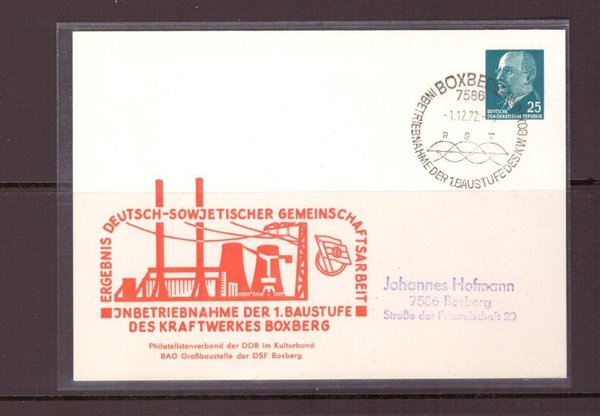 BOXBERG
7586
-1.12.72.
R S T
INBETRIEBNAHME DER 1.BAUSTUFE DES KW BOXBERG
25
DEUTSCHE
DEMOKRATISCHE REPUBLIK
ERGEBNIS DEUTSCH-SOWJETISCHER GEMEINSCHAFTSARBEIT
INBETRIEBNAHME DER 1.BAUSTUFE
DES KRAFTWERKES BOXBERG
Philatelistenverband der DDR im Kulturbund
BAG Großbaustelle der DSF Boxberg
Johannes Hofmann
7586 Boxberg
Straße der Freundschaft 20